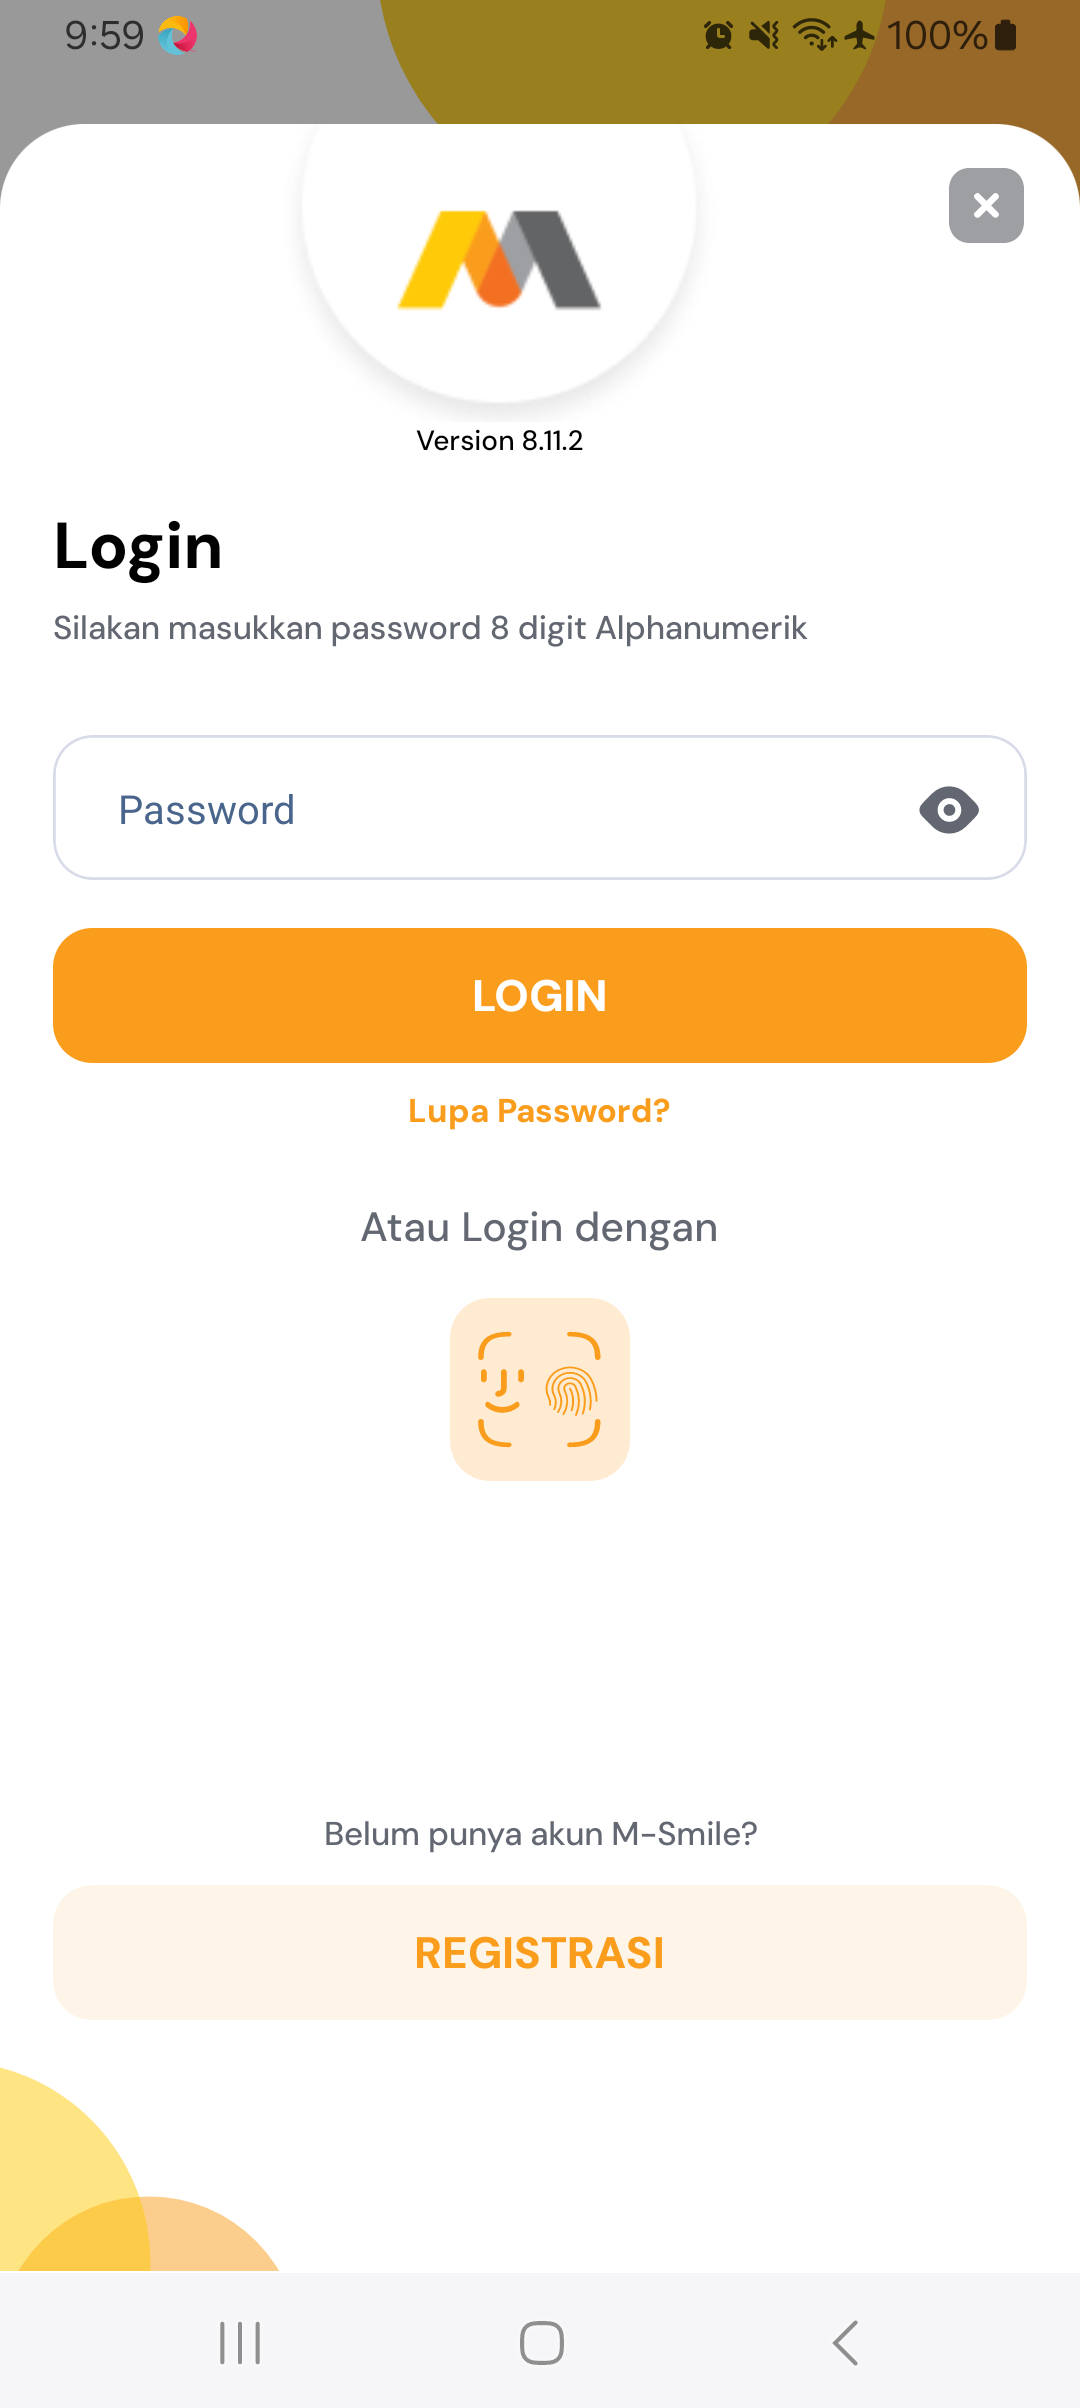 9:59
100%
Version 8.11.2
Login
Silakan masukkan password 8 digit Alphanumerik
Password
LOGIN
Lupa Password?
Atau Login dengan
Belum punya akun M-Smile?
REGISTRASI